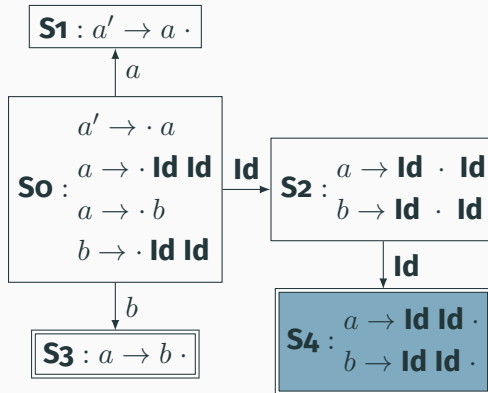 S1 : a′ → a ·
a
a′ → · a
S0 : a → · Id Id
a → · b
b → · Id Id
Id
S2 : a → Id · Id
b → Id · Id
Id
b
S3 : a → b ·
S4 : a → Id Id ·
b → Id Id ·